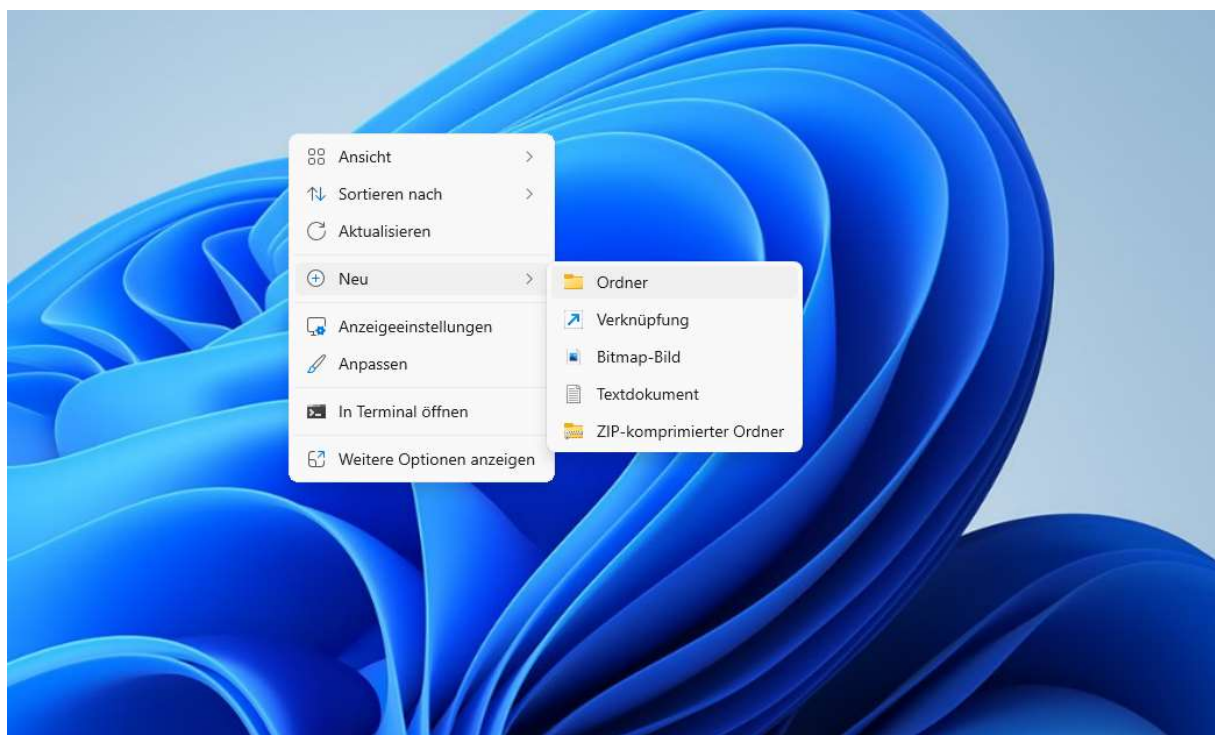 Ansicht
Sortieren nach
Aktualisieren
Neu
Anzeigeeinstellungen
Anpassen
In Terminal öffnen
Weitere Optionen anzeigen
Ordner
Verknüpfung
Bitmap-Bild
Textdokument
ZIP-komprimierter Ordner